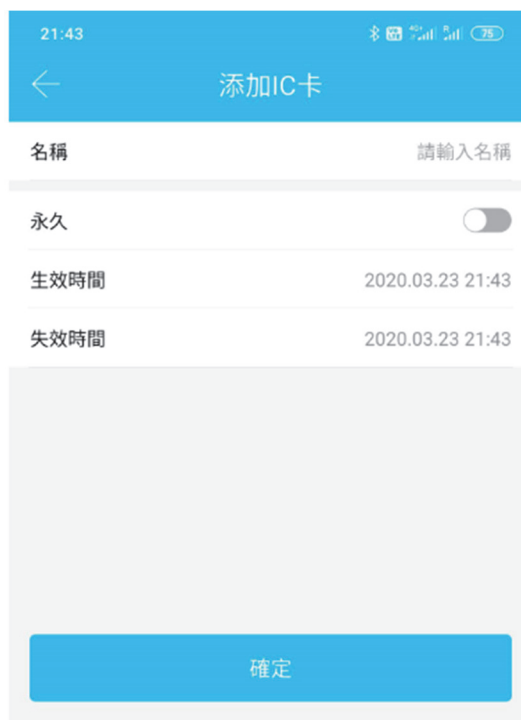 21:43 4G+ R 75
添加IC卡
名稱 請輸入名稱
永久
生效時間 2020.03.23 21:43
失效時間 2020.03.23 21:43
確定